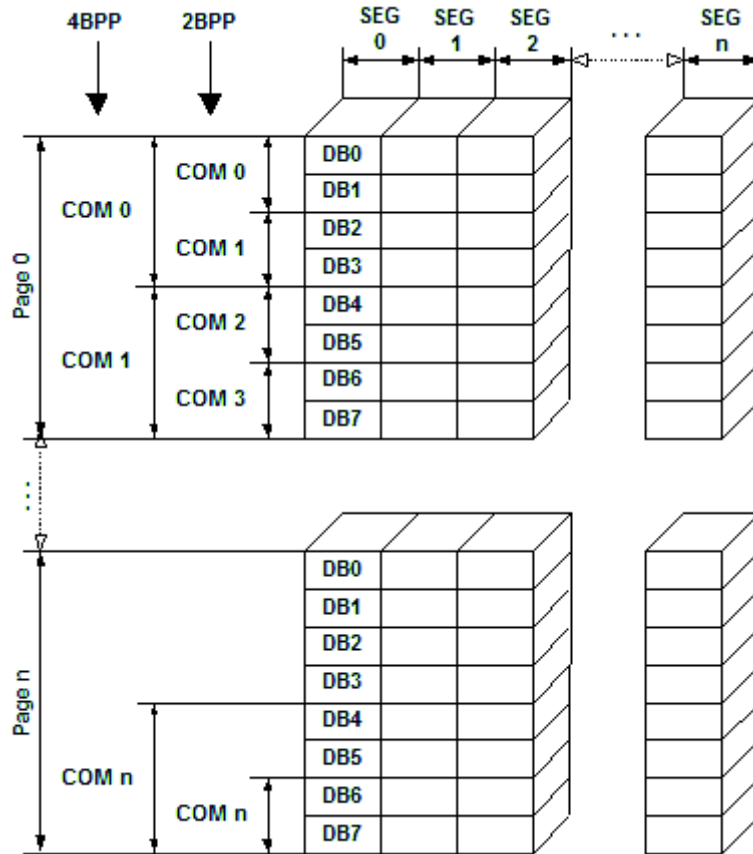 4BPP 2BPP SEG 0 SEG 1 SEG 2 . . . SEG n
Page 0
COM 0
COM 1
COM 0
COM 1
COM 2
COM 3
DB0
DB1
DB2
DB3
DB4
DB5
DB6
DB7
. . .
Page n
COM n
COM n
DB0
DB1
DB2
DB3
DB4
DB5
DB6
DB7